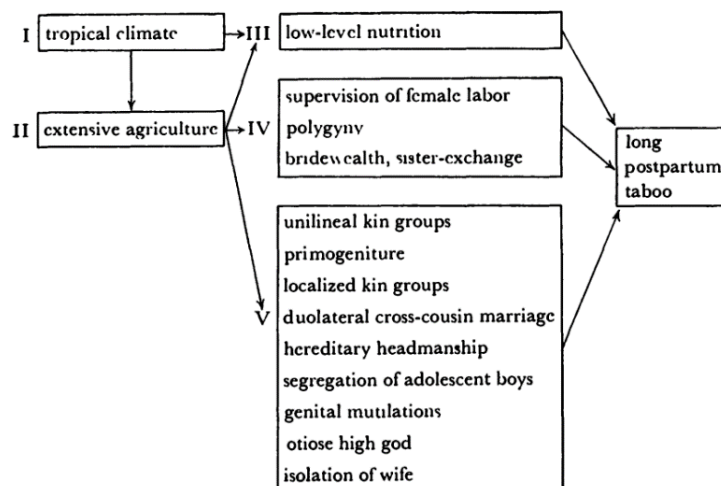 I tropical climate
III low-level nutrition
II extensive agriculture
IV
supervision of female labor
polygyny
bridewealth, sister-exchange
long
postpartum
taboo
V
unilineal kin groups
primogeniture
localized kin groups
duolateral cross-cousin marriage
hereditary headmanship
segregation of adolescent boys
genital mutilations
otiose high god
isolation of wife